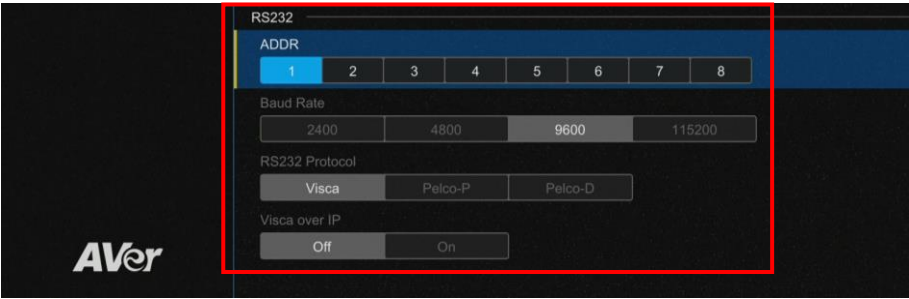 RS232
ADDR
1 2 3 4 5 6 7 8
Baud Rate
2400 4800 9600 115200
RS232 Protocol
Visca Pelco-P Pelco-D
Visca over IP
Off On
AVer